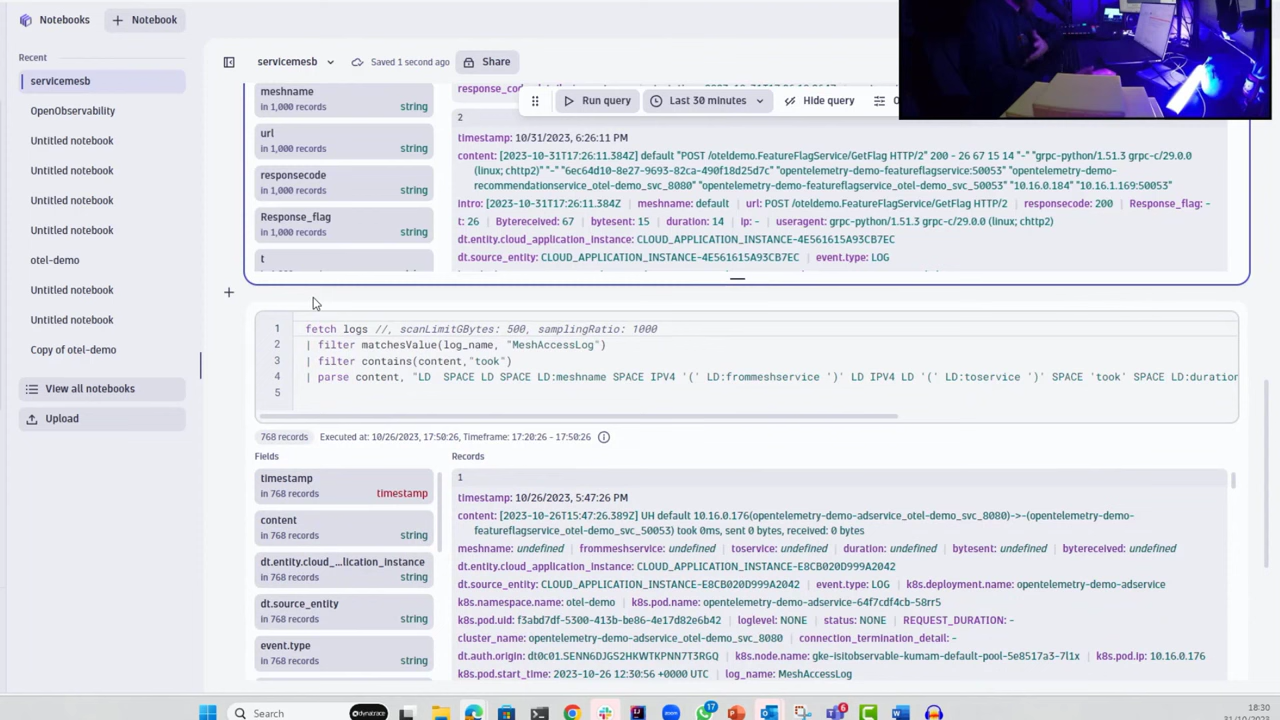 Notebooks
Notebook
Recent
servicemesb
OpenObservability
Untitled notebook
Untitled notebook
Untitled notebook
Untitled notebook
otel-demo
Untitled notebook
Untitled notebook
Copy of otel-demo
View all notebooks
Upload
servicemesb
Saved 1 second ago
Share
Run query
Last 30 minutes
Hide query
O
meshname
in 1,000 records string
url
in 1,000 records string
responsecode
in 1,000 records string
Response_flag
in 1,000 records string
t
2
timestamp: 10/31/2023, 6:26:11 PM
content: [2023-10-31T17:26:11.384Z] default "POST /oteldemo.FeatureFlagService/GetFlag HTTP/2" 200 - 26 67 15 14 "-" "grpc-python/1.51.3 grpc-c/29.0.0
(linux; chttp2)" "-" "6ec64d10-8e27-9693-82ca-490f18d25d7c" "opentelemetry-demo-featureflagservice:50053" "opentelemetry-demo-
recommendationservice_otel-demo_svc_8080" "opentelemetry-demo-featureflagservice_otel-demo_svc_50053" "10.16.0.184" "10.16.1.169:50053"
intro: [2023-10-31T17:26:11.384Z | meshname: default | url: POST /oteldemo.FeatureFlagService/GetFlag HTTP/2 | responsecode: 200 | Response_flag: -
t: 26 | Bytereceived: 67 | bytesent: 15 | duration: 14 | ip: - | useragent: grpc-python/1.51.3 grpc-c/29.0.0 (linux; chttp2)
dt.entity.cloud_application_instance: CLOUD_APPLICATION_INSTANCE-4E561615A93CB7EC
dt.source_entity: CLOUD_APPLICATION_INSTANCE-4E561615A93CB7EC | event.type: LOG
1 fetch logs //, scanLimitGBytes: 500, samplingRatio: 1000
2 | filter matchesValue(log_name, "MeshAccessLog")
3 | filter contains(content,"took")
4 | parse content, "LD  SPACE LD SPACE LD:meshname SPACE IPV4 '(' LD:frommeshservice ')' LD IPV4 LD '(' LD:toservice ')' SPACE 'took' SPACE LD:duration
5
768 records Executed at: 10/26/2023, 17:50:26, Timeframe: 17:20:26 - 17:50:26
Fields
timestamp
in 768 records timestamp
content
in 768 records string
dt.entity.cloud_...lication_instance
in 768 records string
dt.source_entity
in 768 records string
event.type
in 768 records string
Records
1
timestamp: 10/26/2023, 5:47:26 PM
content: [2023-10-26T15:47:26.389Z] UH default 10.16.0.176(opentelemetry-demo-adservice_otel-demo_svc_8080)->-(opentelemetry-demo-
featureflagservice_otel-demo_svc_50053) took 0ms, sent 0 bytes, received: 0 bytes
meshname: undefined | frommeshservice: undefined | toservice: undefined | duration: undefined | bytesent: undefined | bytereceived: undefined
dt.entity.cloud_application_instance: CLOUD_APPLICATION_INSTANCE-E8CB020D999A2042
dt.source_entity: CLOUD_APPLICATION_INSTANCE-E8CB020D999A2042 | event.type: LOG | k8s.deployment.name: opentelemetry-demo-adservice
k8s.namespace.name: otel-demo | k8s.pod.name: opentelemetry-demo-adservice-64f7cdf4cb-58rr5
k8s.pod.uid: f3abd7df-5300-413b-be86-4e17d82e6b42 | loglevel: NONE | status: NONE | REQUEST_DURATION: -
cluster_name: opentelemetry-demo-adservice_otel-demo_svc_8080 | connection_termination_detail: -
dt.auth.origin: dt0c01.SENN6DJGS2HKWTKPNN7T3RGQ | k8s.node.name: gke-isitobservable-kumam-default-pool-5e8517a3-7l1x | k8s.pod.ip: 10.16.0.176
k8s.pod.start_time: 2023-10-26 12:30:56 +0000 UTC | log_name: MeshAccessLog
Search
dynatrace
17
6
18:30
31/10/2023